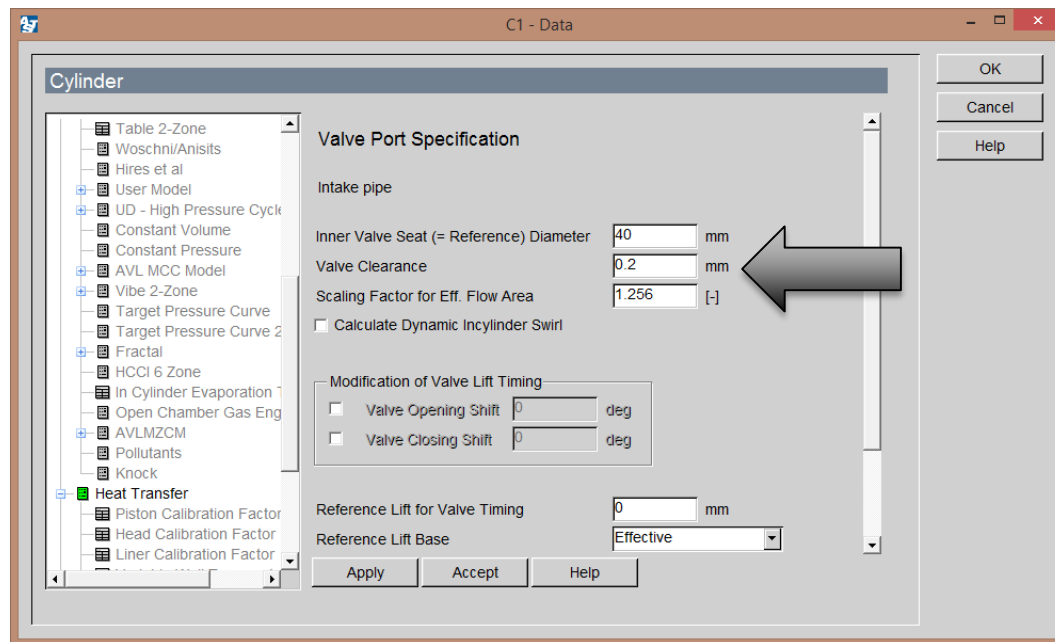 C1 - Data
OK
Cancel
Help
Cylinder
Table 2-Zone
Woschni/Anisits
Hires et al
User Model
UD - High Pressure Cycle
Constant Volume
Constant Pressure
AVL MCC Model
Vibe 2-Zone
Target Pressure Curve
Target Pressure Curve 2
Fractal
HCCI 6 Zone
In Cylinder Evaporation T
Open Chamber Gas Eng
AVLMZCM
Pollutants
Knock
Heat Transfer
Piston Calibration Factor
Head Calibration Factor
Liner Calibration Factor
Valve Port Specification
Intake pipe
Inner Valve Seat (= Reference) Diameter 40 mm
Valve Clearance 0.2 mm
Scaling Factor for Eff. Flow Area 1.256 [-]
Calculate Dynamic Incylinder Swirl
Modification of Valve Lift Timing
Valve Opening Shift 0 deg
Valve Closing Shift 0 deg
Reference Lift for Valve Timing 0 mm
Reference Lift Base Effective
Apply Accept Help